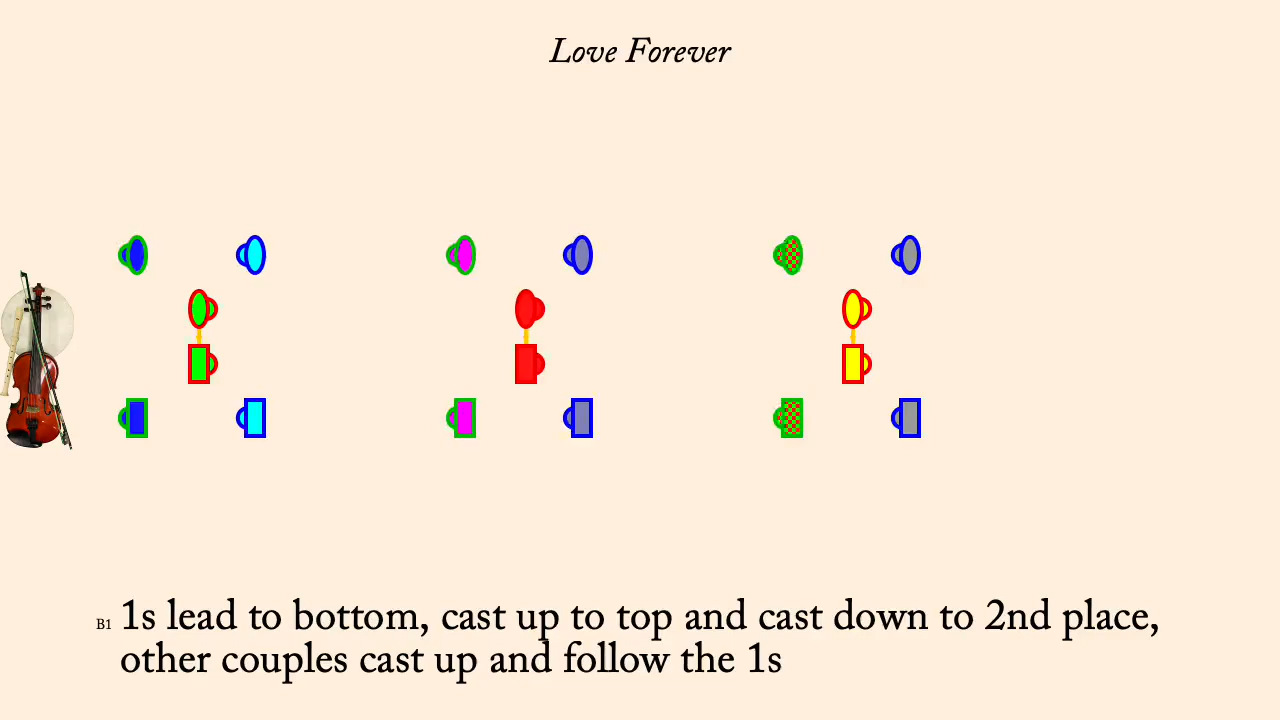 Love Forever
B1 1s lead to bottom, cast up to top and cast down to 2nd place,
other couples cast up and follow the 1s